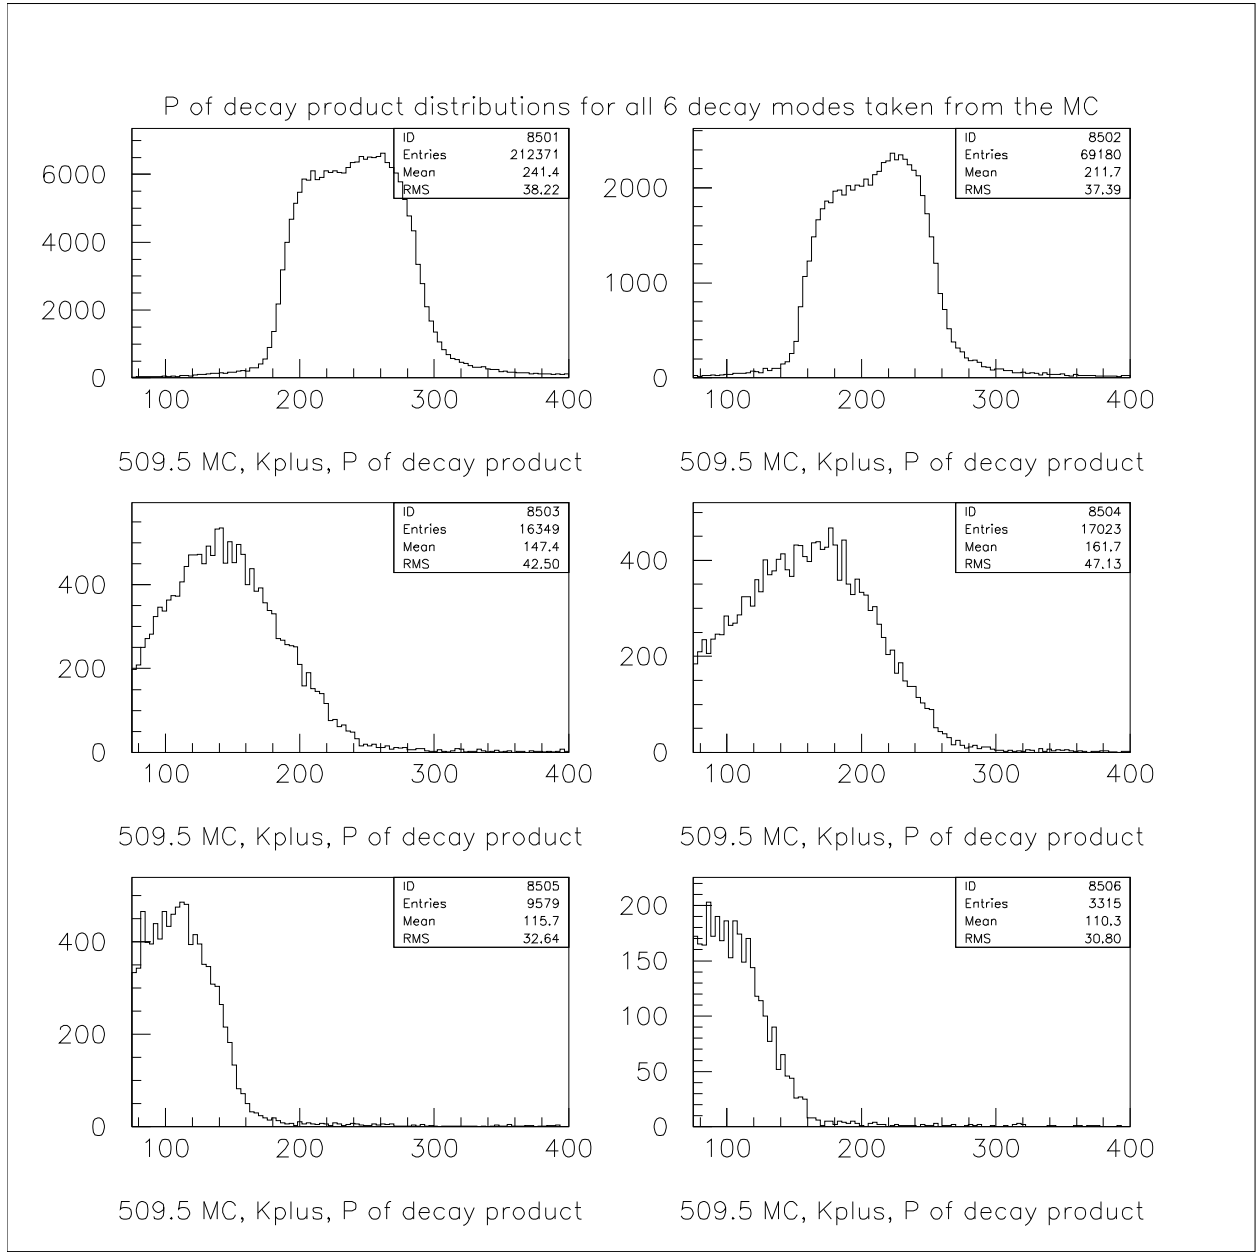 P of decay product distributions for all 6 decay modes taken from the MC
ID 8501
Entries 212371
Mean 241.4
RMS 38.22
6000
4000
2000
0
100 200 300 400
509.5 MC, Kplus, P of decay product
ID 8502
Entries 69180
Mean 211.7
RMS 37.39
2000
1000
0
100 200 300 400
509.5 MC, Kplus, P of decay product
ID 8503
Entries 16349
Mean 147.4
RMS 42.50
400
200
0
100 200 300 400
509.5 MC, Kplus, P of decay product
ID 8504
Entries 17023
Mean 161.7
RMS 47.13
400
200
0
100 200 300 400
509.5 MC, Kplus, P of decay product
ID 8505
Entries 9579
Mean 115.7
RMS 32.64
400
200
0
100 200 300 400
509.5 MC, Kplus, P of decay product
ID 8506
Entries 3315
Mean 110.3
RMS 30.80
200
150
100
50
0
100 200 300 400
509.5 MC, Kplus, P of decay product